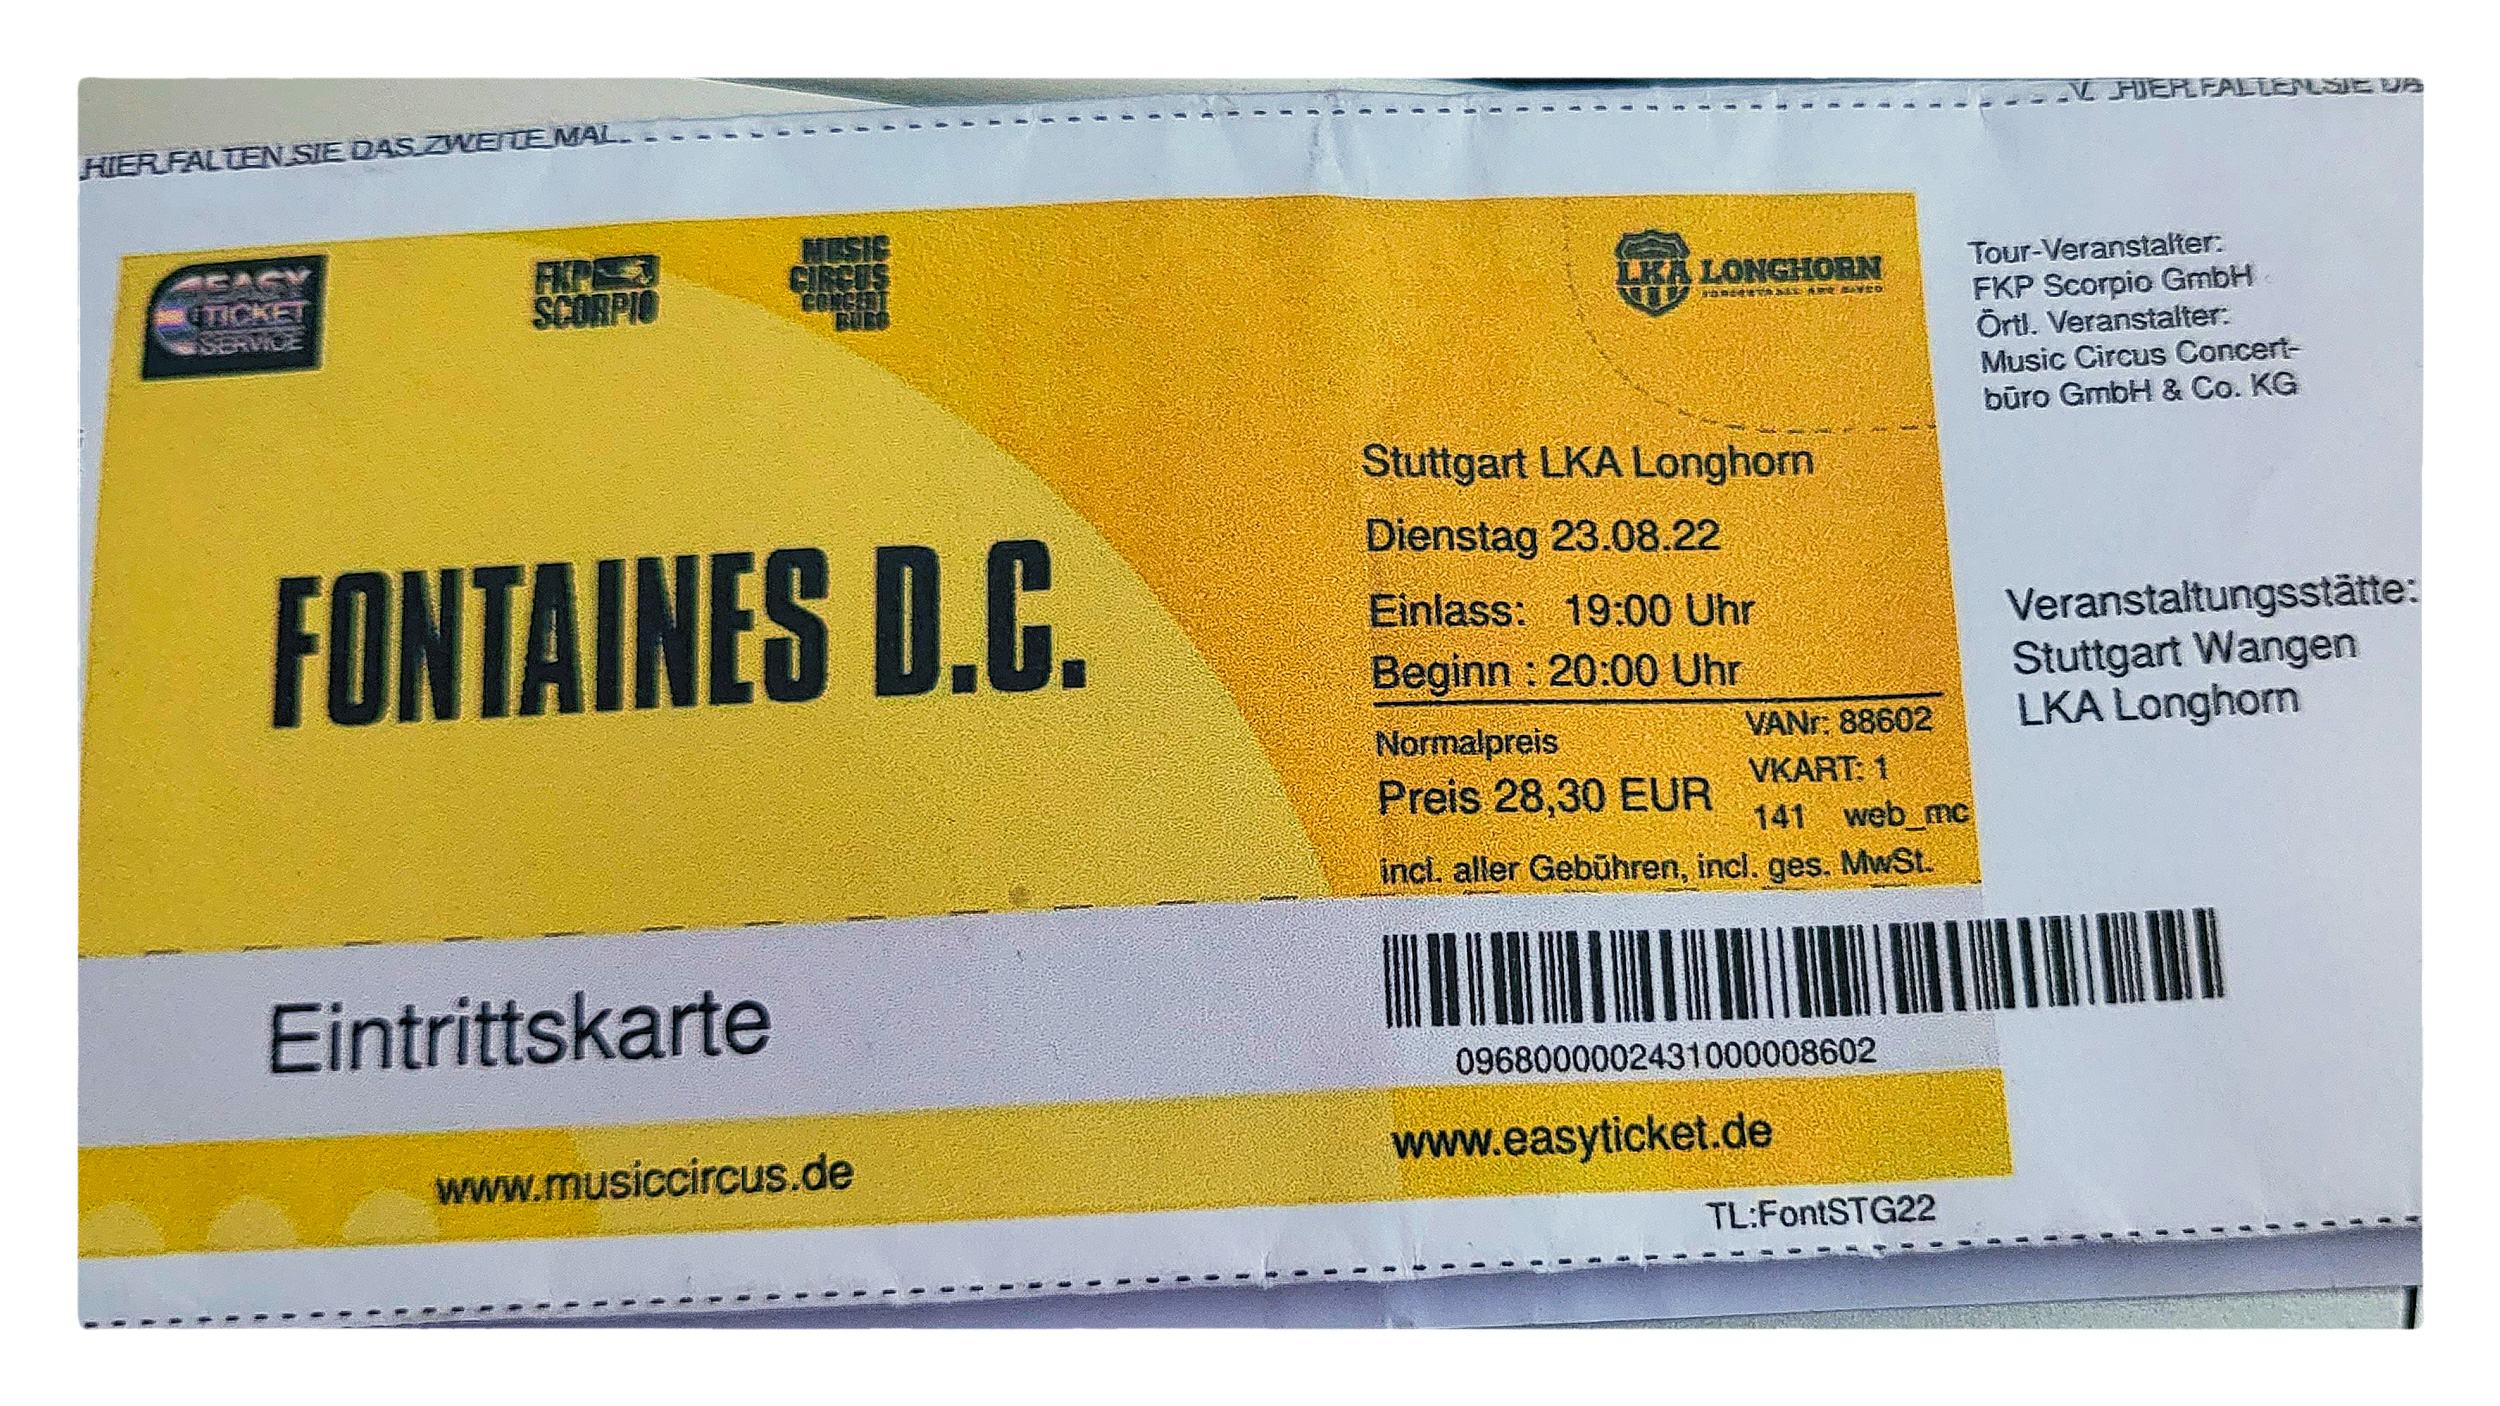 HIER FALTEN SIE DAS ZWEITE MAL
V. HIER FALTEN SIE DA
EASY
TICKET
SERVICE
FKP
SCORPIO
MUSIC
CIRCUS
CONCERT
BÜRO
LKA LONGHORN
Tour-Veranstalter:
FKP Scorpio GmbH
Örtl. Veranstalter:
Music Circus Concert-
büro GmbH & Co. KG
FONTAINES D.C.
Stuttgart LKA Longhorn
Dienstag 23.08.22
Einlass: 19:00 Uhr
Beginn : 20:00 Uhr
Normalpreis
Preis 28,30 EUR
VANr: 88602
VKART: 1
141 web_mc
incl. aller Gebühren, incl. ges. MwSt.
Veranstaltungsstätte:
Stuttgart Wangen
LKA Longhorn
Eintrittskarte
0968000002431000008602
www.musiccircus.de
www.easyticket.de
TL:FontSTG22